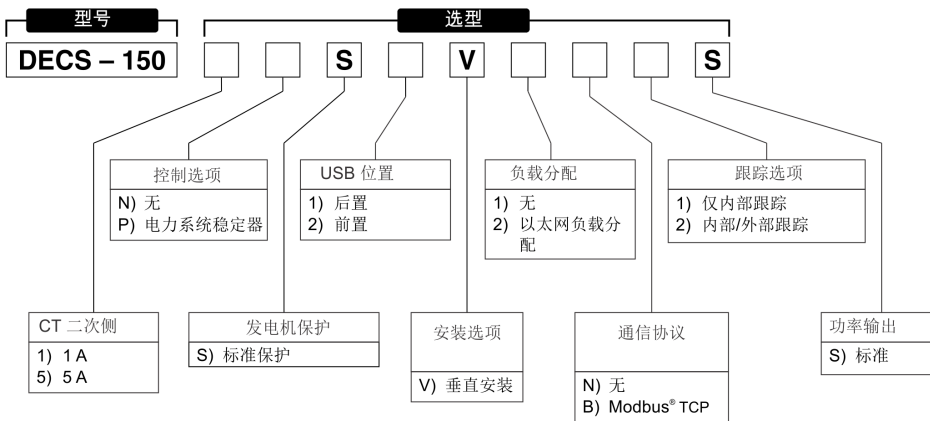 型号
选型
DECS – 150
S
V
S
控制选项
N) 无
P) 电力系统稳定器
USB 位置
1) 后置
2) 前置
负载分配
1) 无
2) 以太网负载分
配
跟踪选项
1) 仅内部跟踪
2) 内部/外部跟踪
CT 二次侧
1) 1 A
5) 5 A
发电机保护
S) 标准保护
安装选项
V) 垂直安装
通信协议
N) 无
B) Modbus® TCP
功率输出
S) 标准